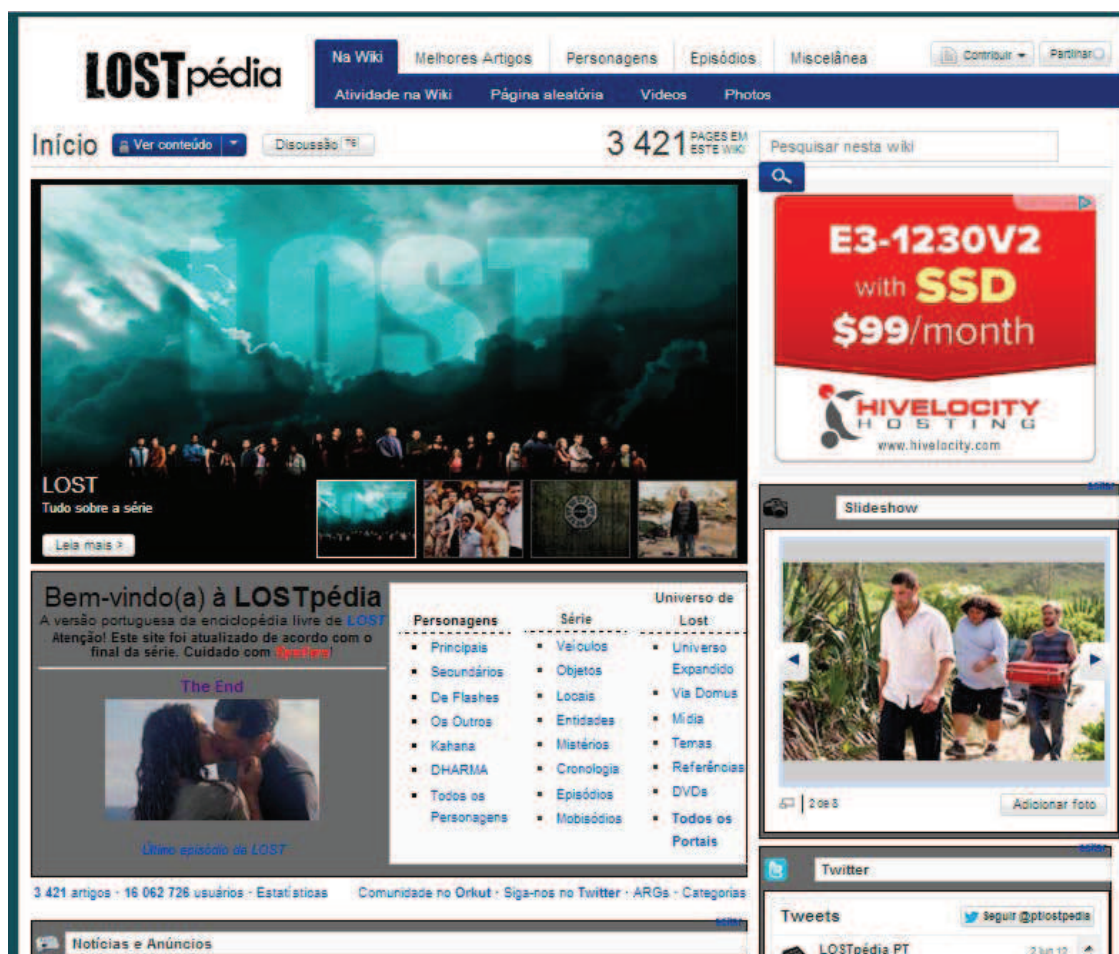 LOSTpédia
Na Wiki Melhores Artigos Personagens Episódios Miscelânea Contribuir Partilhar
Atividade na Wiki Página aleatória Videos Photos
Início Ver conteúdo Discussão 3 421 PAGES EM ESTE WIKI
Pesquisar nesta wiki
LOST
LOST
Tudo sobre a série
Leia mais >
E3-1230V2
with SSD
$99/month
HIVELOCITY
HOSTING
www.hivelocity.com
Slideshow
2 de 8
Adicionar foto
Bem-vindo(a) à LOSTpédia
A versão portuguesa da enciclopédia livre de LOST
Atenção! Este site foi atualizado de acordo com o
final da série. Cuidado com
The End
Último episódio de LOST
Personagens
Principais
Secundários
De Flashes
Os Outros
Kahana
DHARMA
Todos os
Personagens
Série
Veículos
Objetos
Locais
Entidades
Mistérios
Cronologia
Episódios
Mobisódios
Universo de
Lost
Universo
Expandido
Via Domus
Mídia
Temas
Referências
DVDs
Todos os
Portais
3 421 artigos · 16 062 726 usuários · Estatísticas Comunidade no Orkut · Siga-nos no Twitter · ARGs · Categorias
Notícias e Anúncios
Twitter
Tweets Seguir @ptlostpedia
LOSTpédia PT 2 jun 12